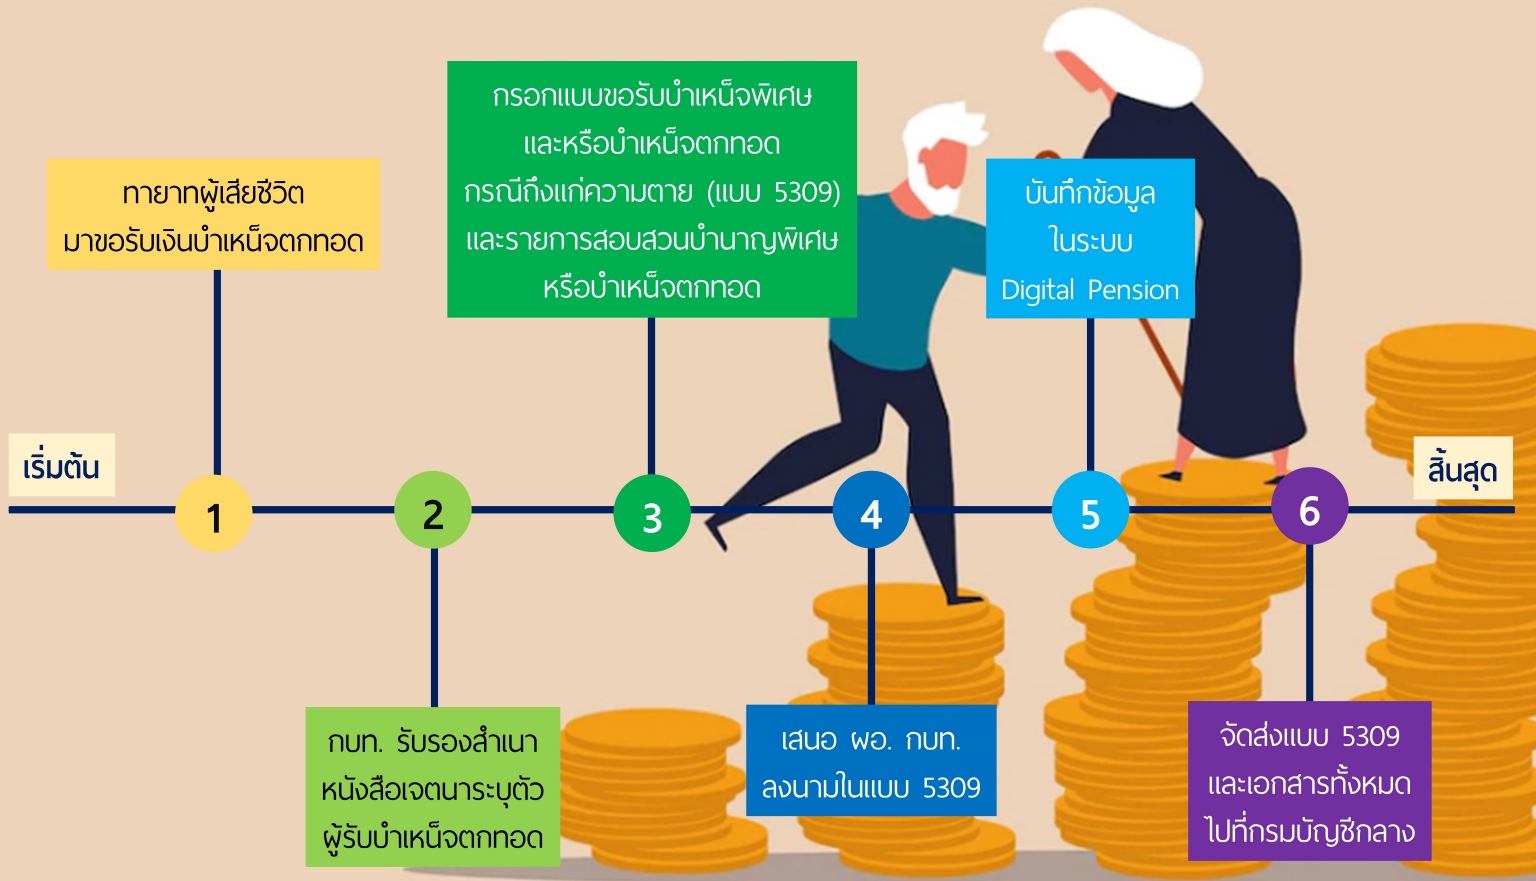 เริ่มต้น
1
ทายาทผู้เสียชีวิต
มาขอรับเงินบำเหน็จตกทอด
2
กบท. รับรองสำเนา
หนังสือเจตนาระบุตัว
ผู้รับบำเหน็จตกทอด
3
กรอกแบบขอรับบำเหน็จพิเศษ
และหรือบำเหน็จตกทอด
กรณีถึงแก่ความตาย (แบบ 5309)
และรายการสอบสวนบำนาญพิเศษ
หรือบำเหน็จตกทอด
4
เสนอ ผอ. กบท.
ลงนามในแบบ 5309
5
บันทึกข้อมูล
ในระบบ
Digital Pension
6
จัดส่งแบบ 5309
และเอกสารทั้งหมด
ไปที่กรมบัญชีกลาง
สิ้นสุด